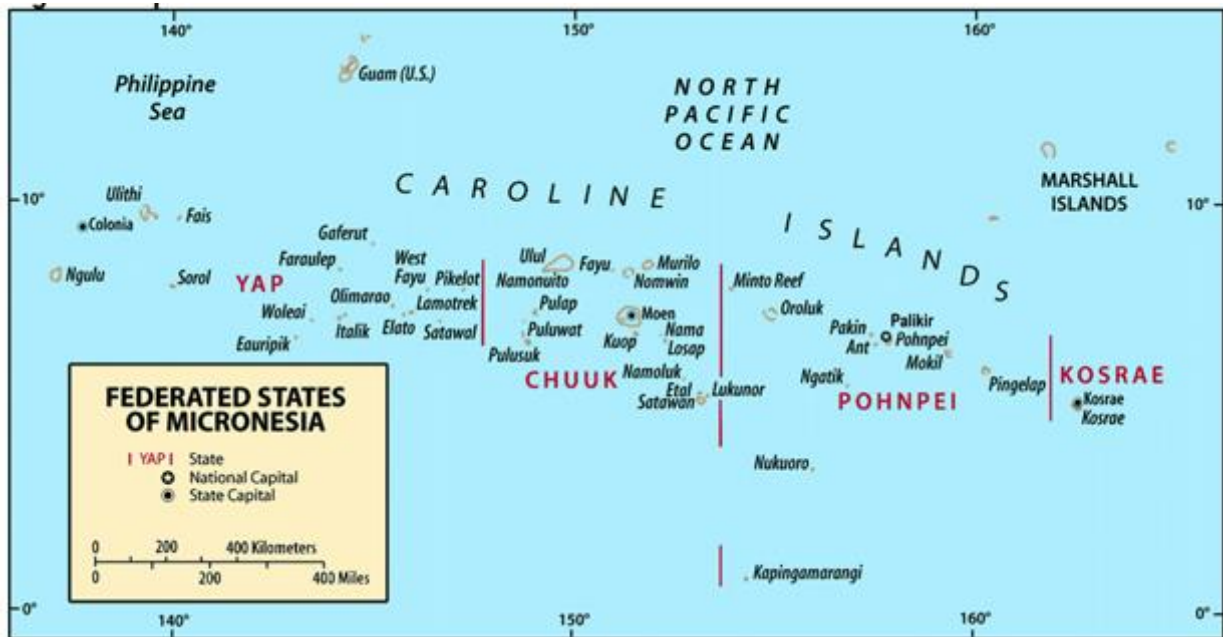 140°
150°
160°
Philippine
Sea
Guam (U.S.)
NORTH
PACIFIC
OCEAN
MARSHALL
ISLANDS
CAROLINE
ISLANDS
10°
10°
Ulithi
Colonia
Fais
Ngulu
Sorol
YAP
Gaferut
Faraulep
West
Fayu
Pikelot
Olimarao
Lamotrek
Woleai
Italik
Elato
Satawal
Eauripik
Ulul
Namonuito
Fayu
Murilo
Nomwin
Pulap
Moen
Puluwat
Kuop
Nama
Losap
Pulusuk
CHUUK
Namoluk
Etal
Lukunor
Satawan
Minto Reef
Oroluk
Pakin
Palikir
Pohnpei
Ant
Mokil
Ngatik
POHNPEI
Pingelap
KOSRAE
Kosrae
Kosrae
Nukuoro
Kapingamarangi
FEDERATED STATES
OF MICRONESIA
YAP State
National Capital
State Capital
0 200 400 Kilometers
0 200 400 Miles
0°
0°
140°
150°
160°